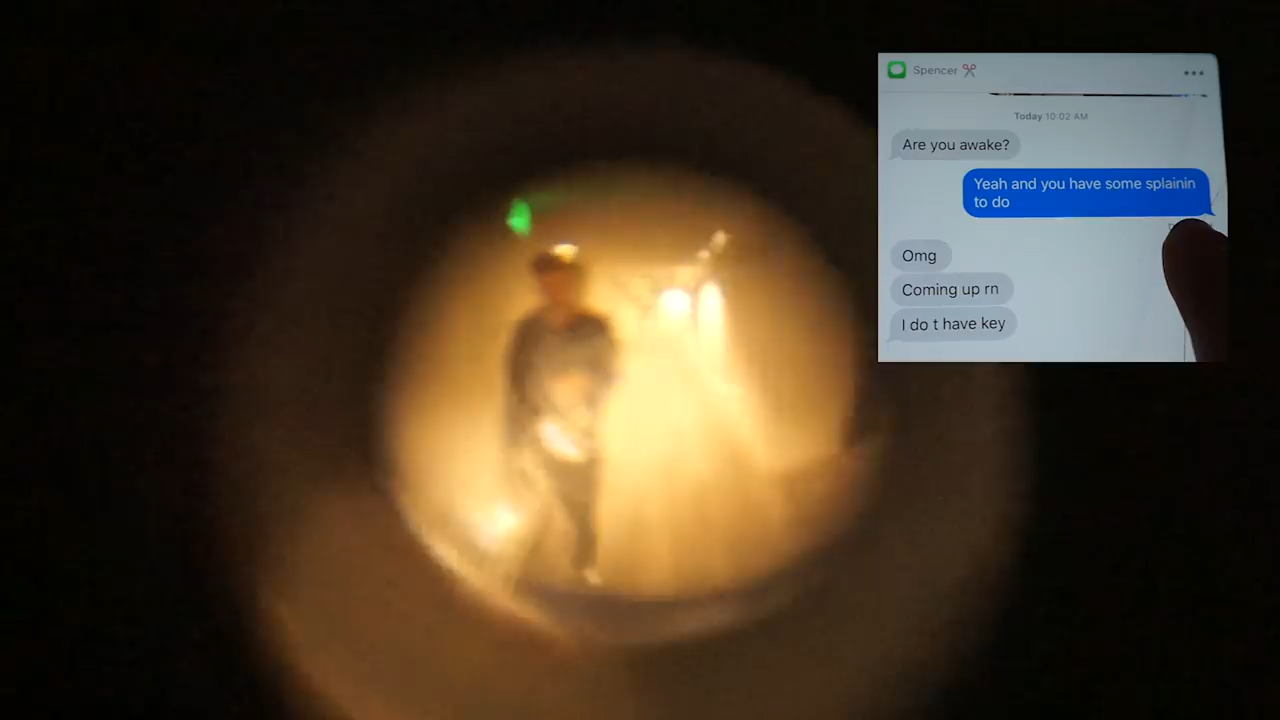 Spencer ✂️
Today 10:02 AM
Are you awake?
Yeah and you have some splainin
to do
Omg
Coming up rn
I do t have key